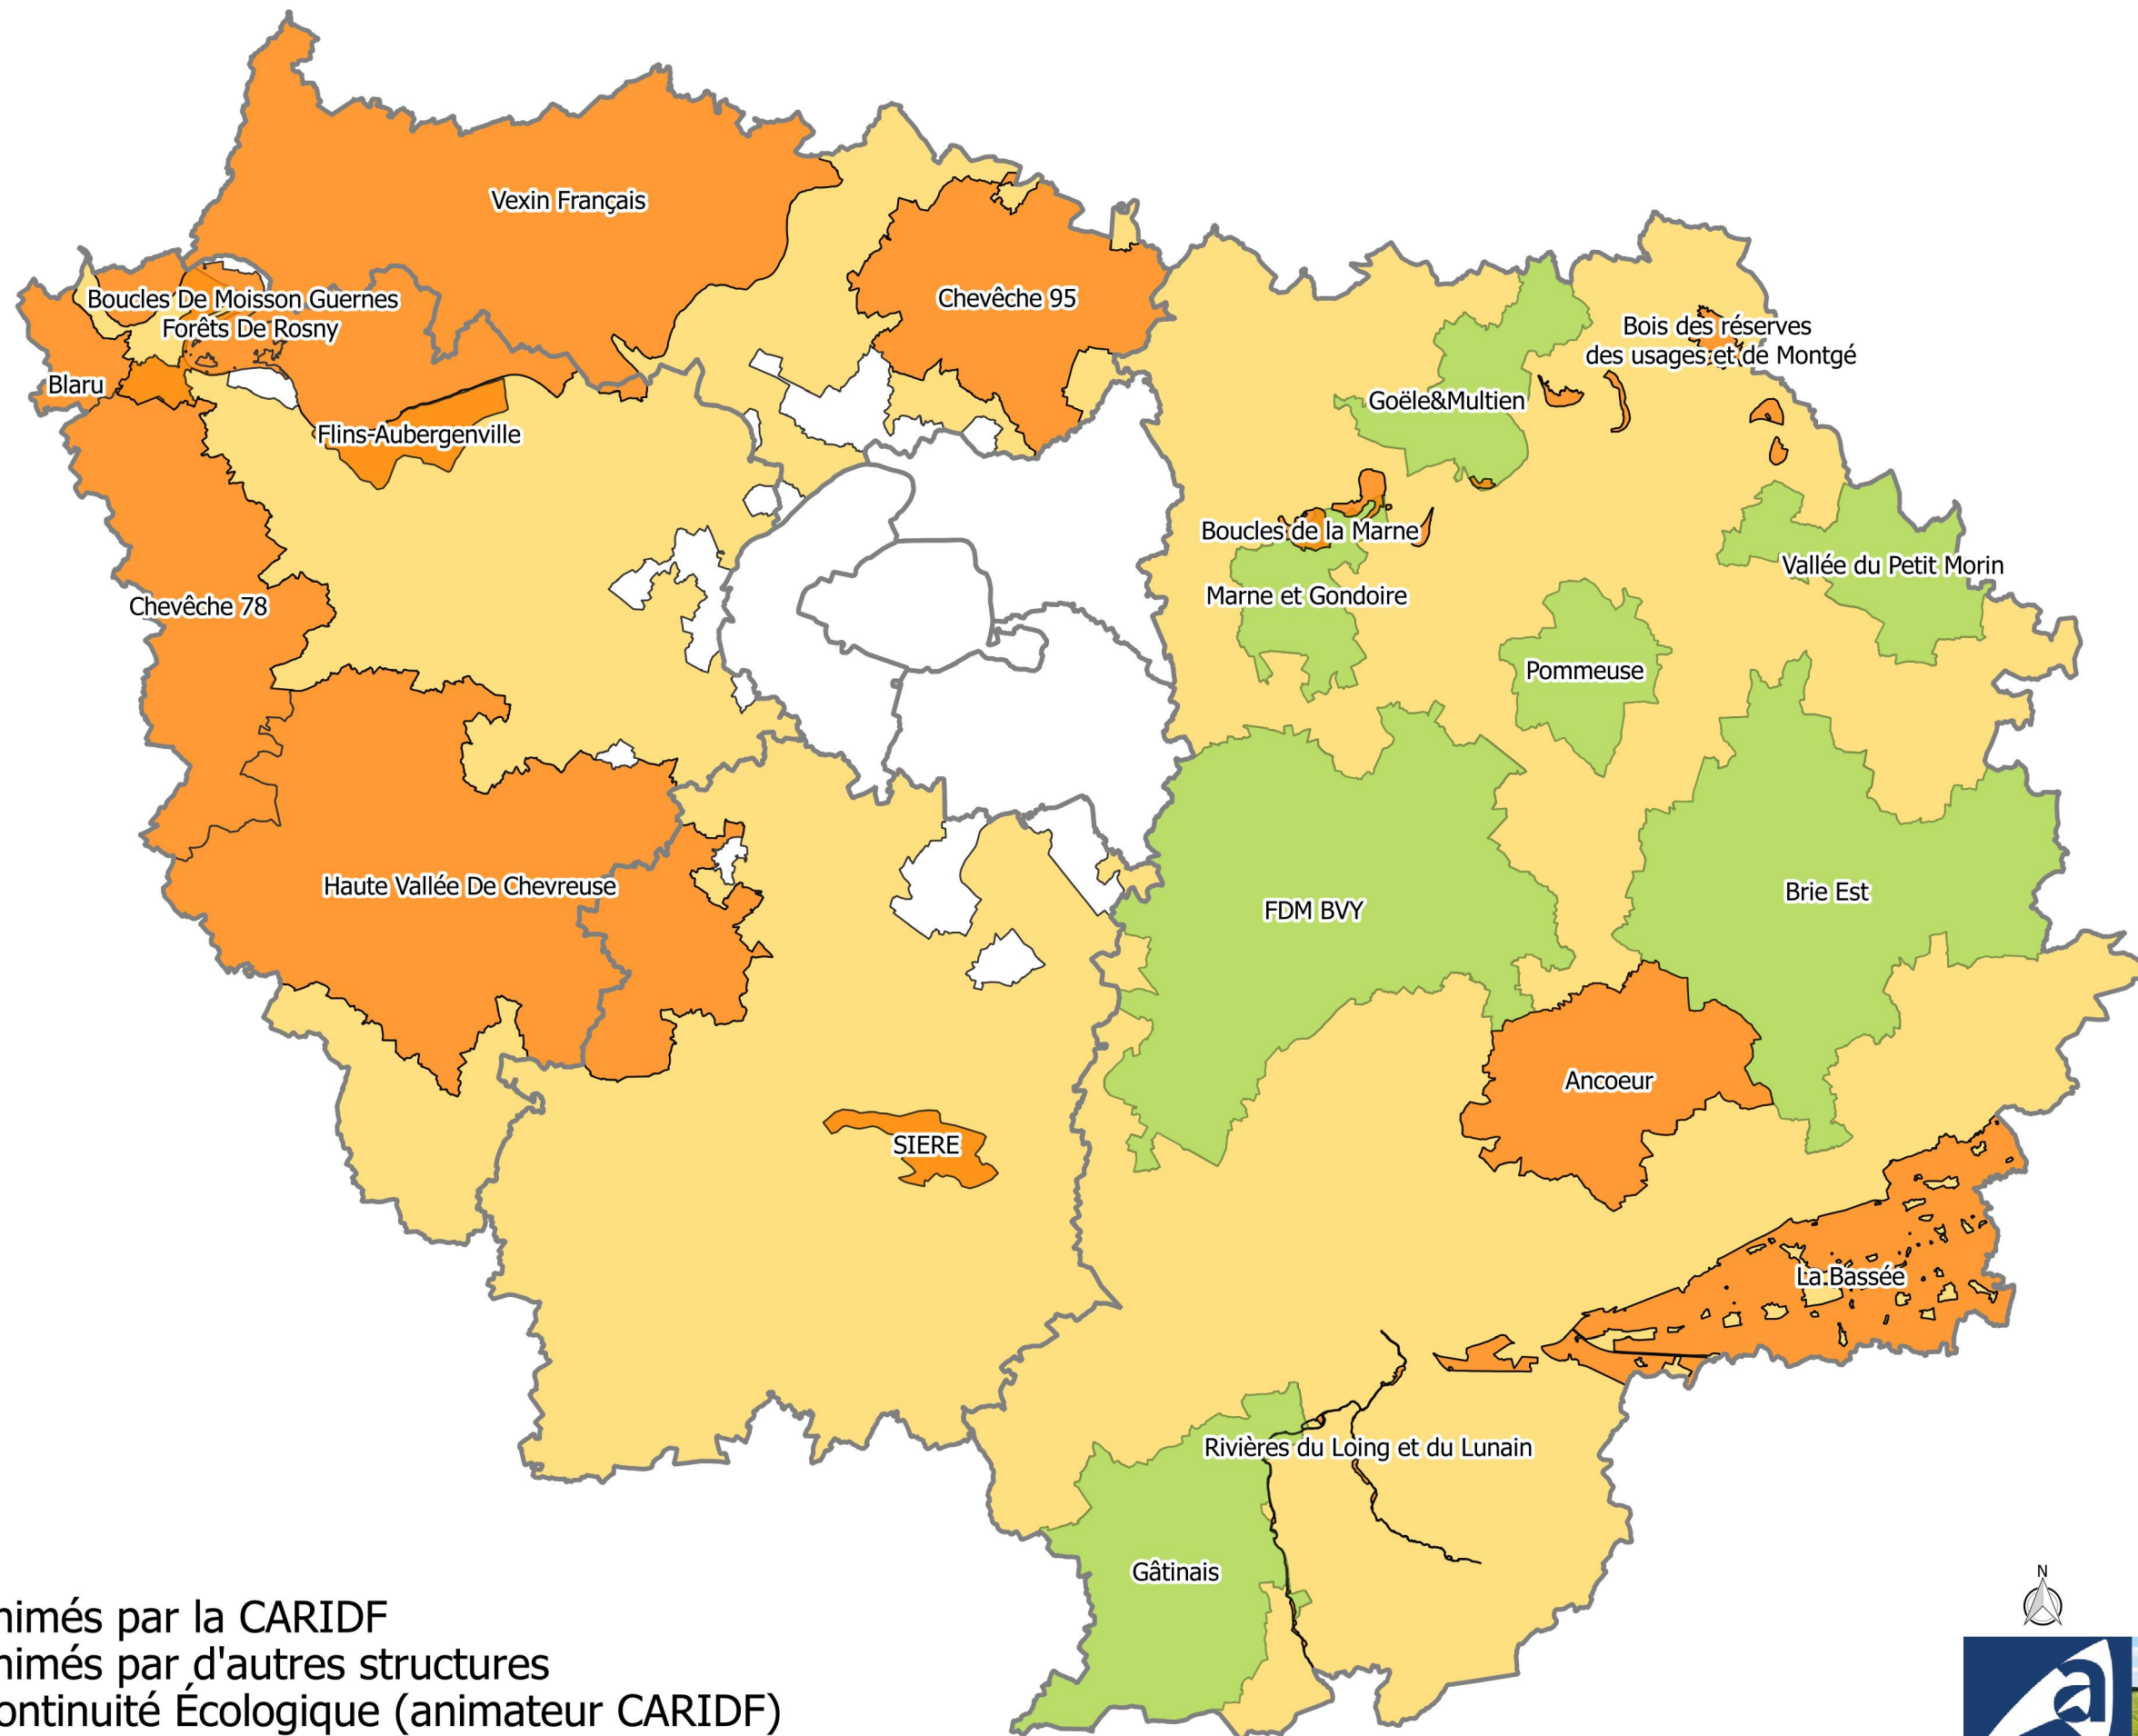 Vexin Français
Chevêche 95
Boucles De Moisson Guernes
Forêts De Rosny
Bois des réserves
des usages et de Montgé
Blaru
Goële&Multien
Flins-Aubergenville
Boucles de la Marne
Vallée du Petit Morin
Marne et Gondoire
Chevêche 78
Pommeuse
Haute Vallée De Chevreuse
Brie Est
FDM BVY
Ancoeur
SIERE
La Bassée
Rivières du Loing et du Lunain
Gâtinais
N
nimés par la CARIDF
nimés par d'autres structures
ontinuité Écologique (animateur CARIDF)
a